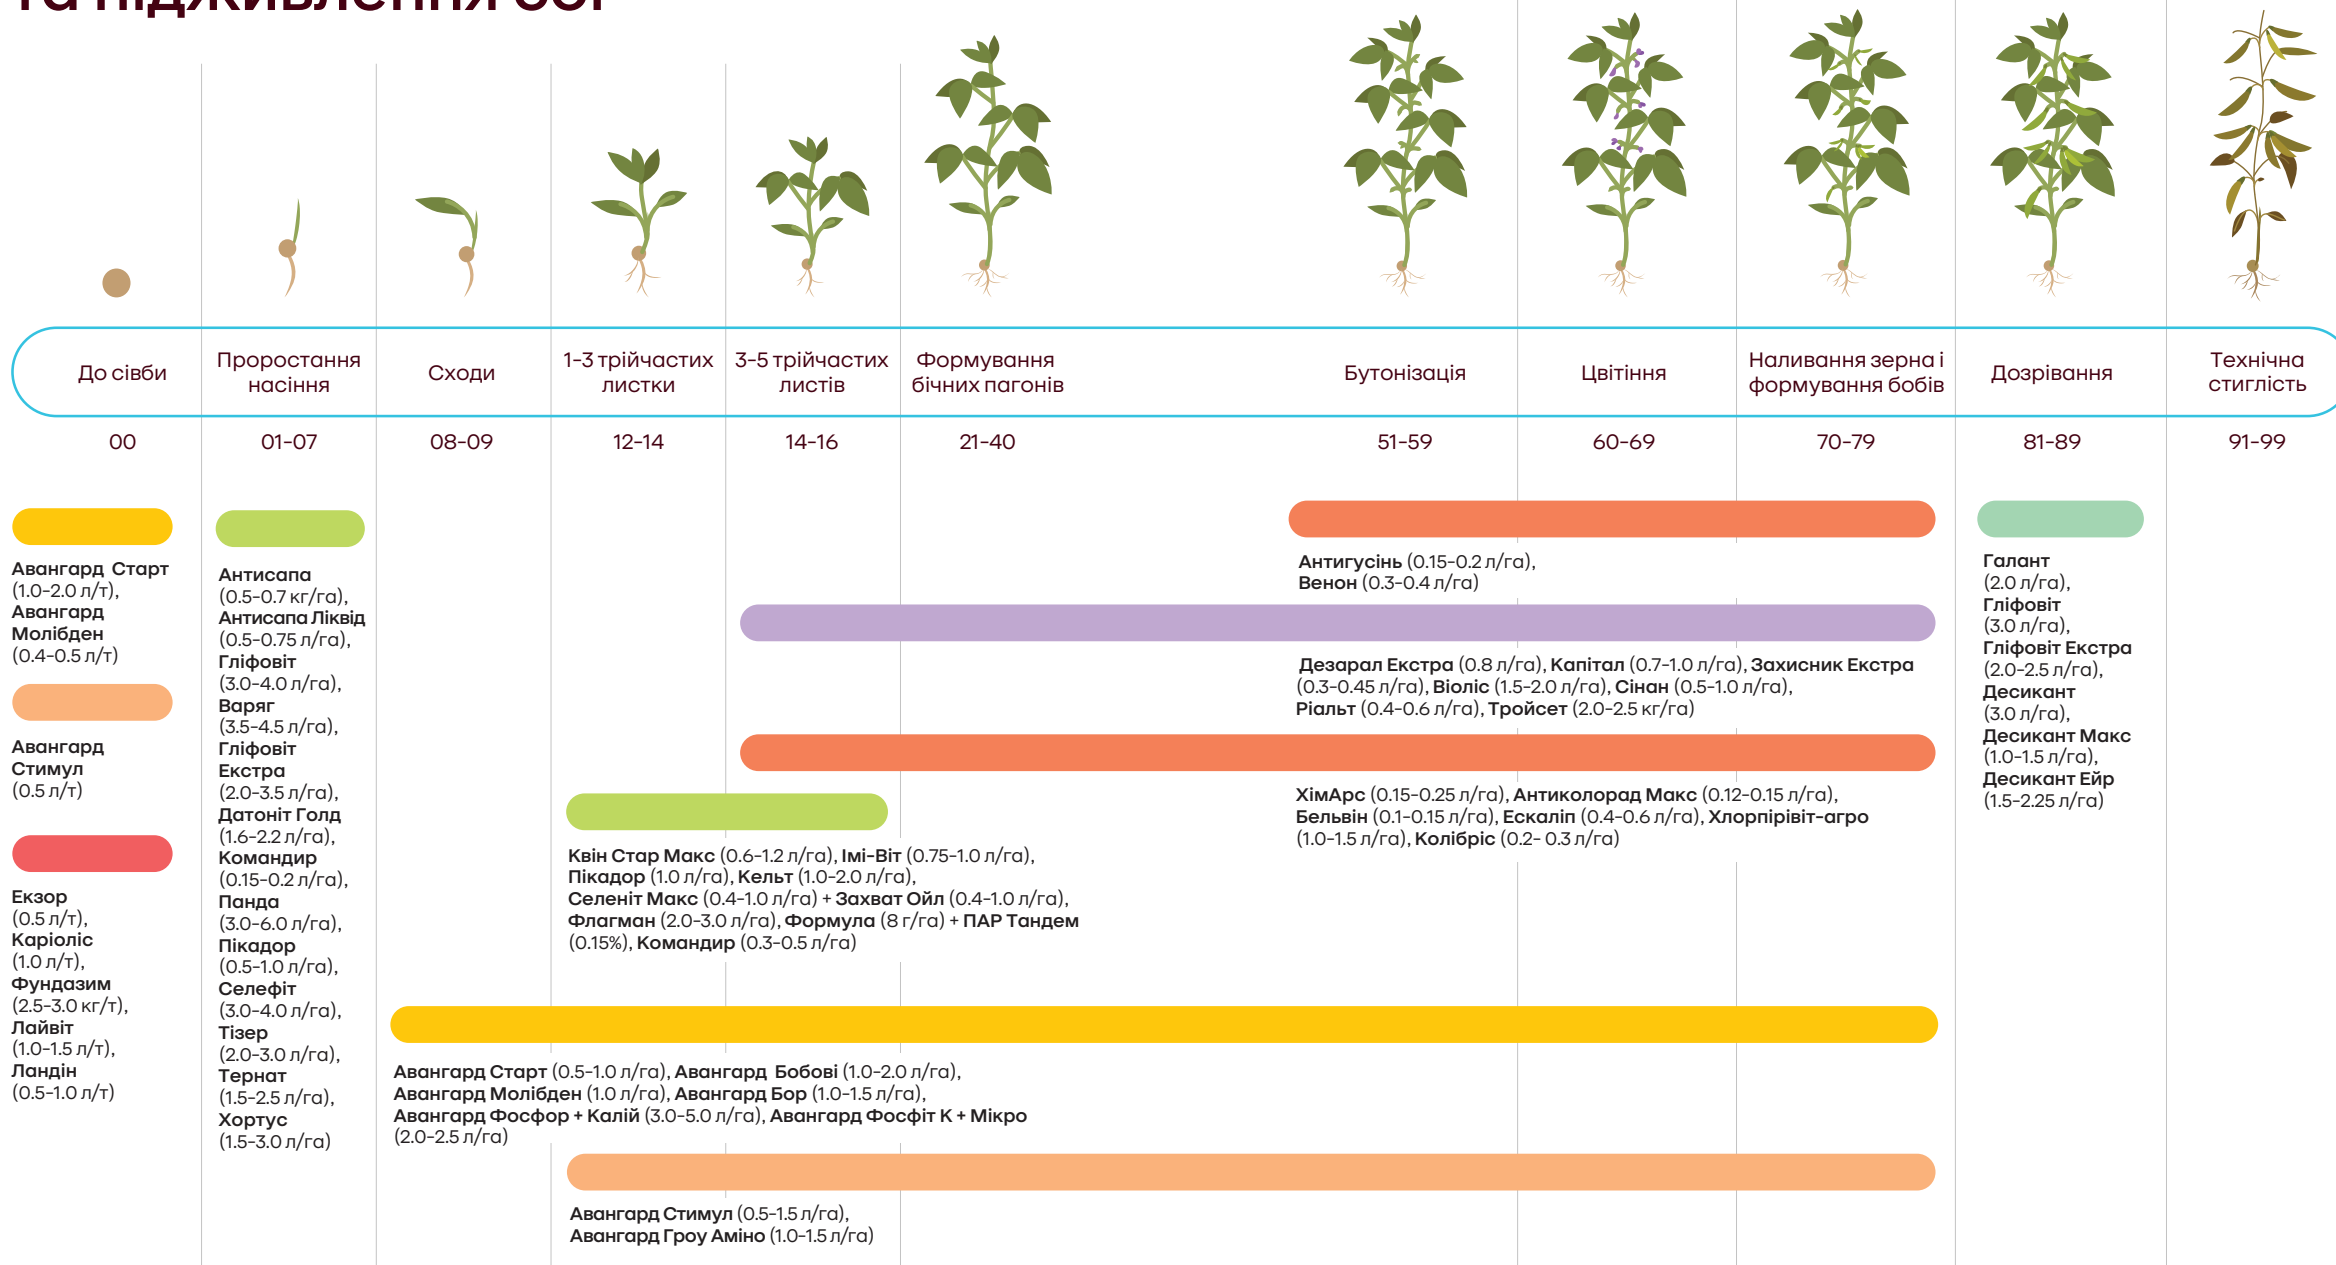 До сівби
Проростання
насіння
Сходи
1-3 трійчастих
листки
3-5 трійчастих
листів
Формування
бічних пагонів
Бутонізація
Цвітіння
Наливання зерна і
формування бобів
Дозрівання
Технічна
стиглість
00
01-07
08-09
12-14
14-16
21-40
51-59
60-69
70-79
81-89
91-99
Авангард Старт
(1.0-2.0 л/т),
Авангард
Молібден
(0.4-0.5 л/т)
Авангард
Стимул
(0.5 л/т)
Екзор
(0.5 л/т),
Каріоліс
(1.0 л/т),
Фундазим
(2.5-3.0 кг/т),
Лайвіт
(1.0-1.5 л/т),
Ландін
(0.5-1.0 л/т)
Антисапа
(0.5-0.7 кг/га),
Антисапа Ліквід
(0.5-0.75 л/га),
Гліфовіт
(3.0-4.0 л/га),
Варяг
(3.5-4.5 л/га),
Гліфовіт
Екстра
(2.0-3.5 л/га),
Датоніт Голд
(1.6-2.2 л/га),
Командир
(0.15-0.2 л/га),
Панда
(3.0-6.0 л/га),
Пікадор
(0.5-1.0 л/га),
Селефіт
(3.0-4.0 л/га),
Тізер
(2.0-3.0 л/га),
Тернат
(1.5-2.5 л/га),
Хортус
(1.5-3.0 л/га)
Антигусінь (0.15-0.2 л/га),
Венон (0.3-0.4 л/га)
Дезарал Екстра (0.8 л/га), Капітал (0.7-1.0 л/га), Захисник Екстра
(0.3-0.45 л/га), Віоліс (1.5-2.0 л/га), Сінан (0.5-1.0 л/га),
Ріальт (0.4-0.6 л/га), Тройсет (2.0-2.5 кг/га)
ХімАрс (0.15-0.25 л/га), Антиколорад Макс (0.12-0.15 л/га),
Бельвін (0.1-0.15 л/га), Ескаліп (0.4-0.6 л/га), Хлорпірівіт-агро
(1.0-1.5 л/га), Колібріс (0.2- 0.3 л/га)
Квін Стар Макс (0.6-1.2 л/га), Імі-Віт (0.75-1.0 л/га),
Пікадор (1.0 л/га), Кельт (1.0-2.0 л/га),
Селеніт Макс (0.4-1.0 л/га) + Захват Ойл (0.4-1.0 л/га),
Флагман (2.0-3.0 л/га), Формула (8 г/га) + ПАР Тандем
(0.15%), Командир (0.3-0.5 л/га)
Авангард Старт (0.5-1.0 л/га), Авангард Бобові (1.0-2.0 л/га),
Авангард Молібден (1.0 л/га), Авангард Бор (1.0-1.5 л/га),
Авангард Фосфор + Калій (3.0-5.0 л/га), Авангард Фосфіт К + Мікро
(2.0-2.5 л/га)
Авангард Стимул (0.5-1.5 л/га),
Авангард Гроу Аміно (1.0-1.5 л/га)
Галант
(2.0 л/га),
Гліфовіт
(3.0 л/га),
Гліфовіт Екстра
(2.0-2.5 л/га),
Десикант
(3.0 л/га),
Десикант Макс
(1.0-1.5 л/га),
Десикант Ейр
(1.5-2.25 л/га)